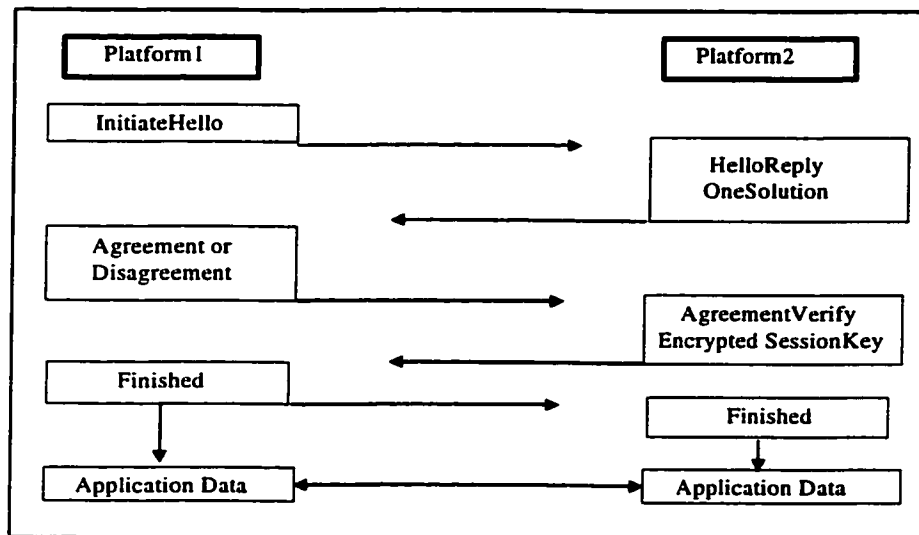 Platform1
Platform2
InitiateHello
HelloReply
OneSolution
Agreement or
Disagreement
AgreementVerify
Encrypted SessionKey
Finished
Finished
Application Data
Application Data